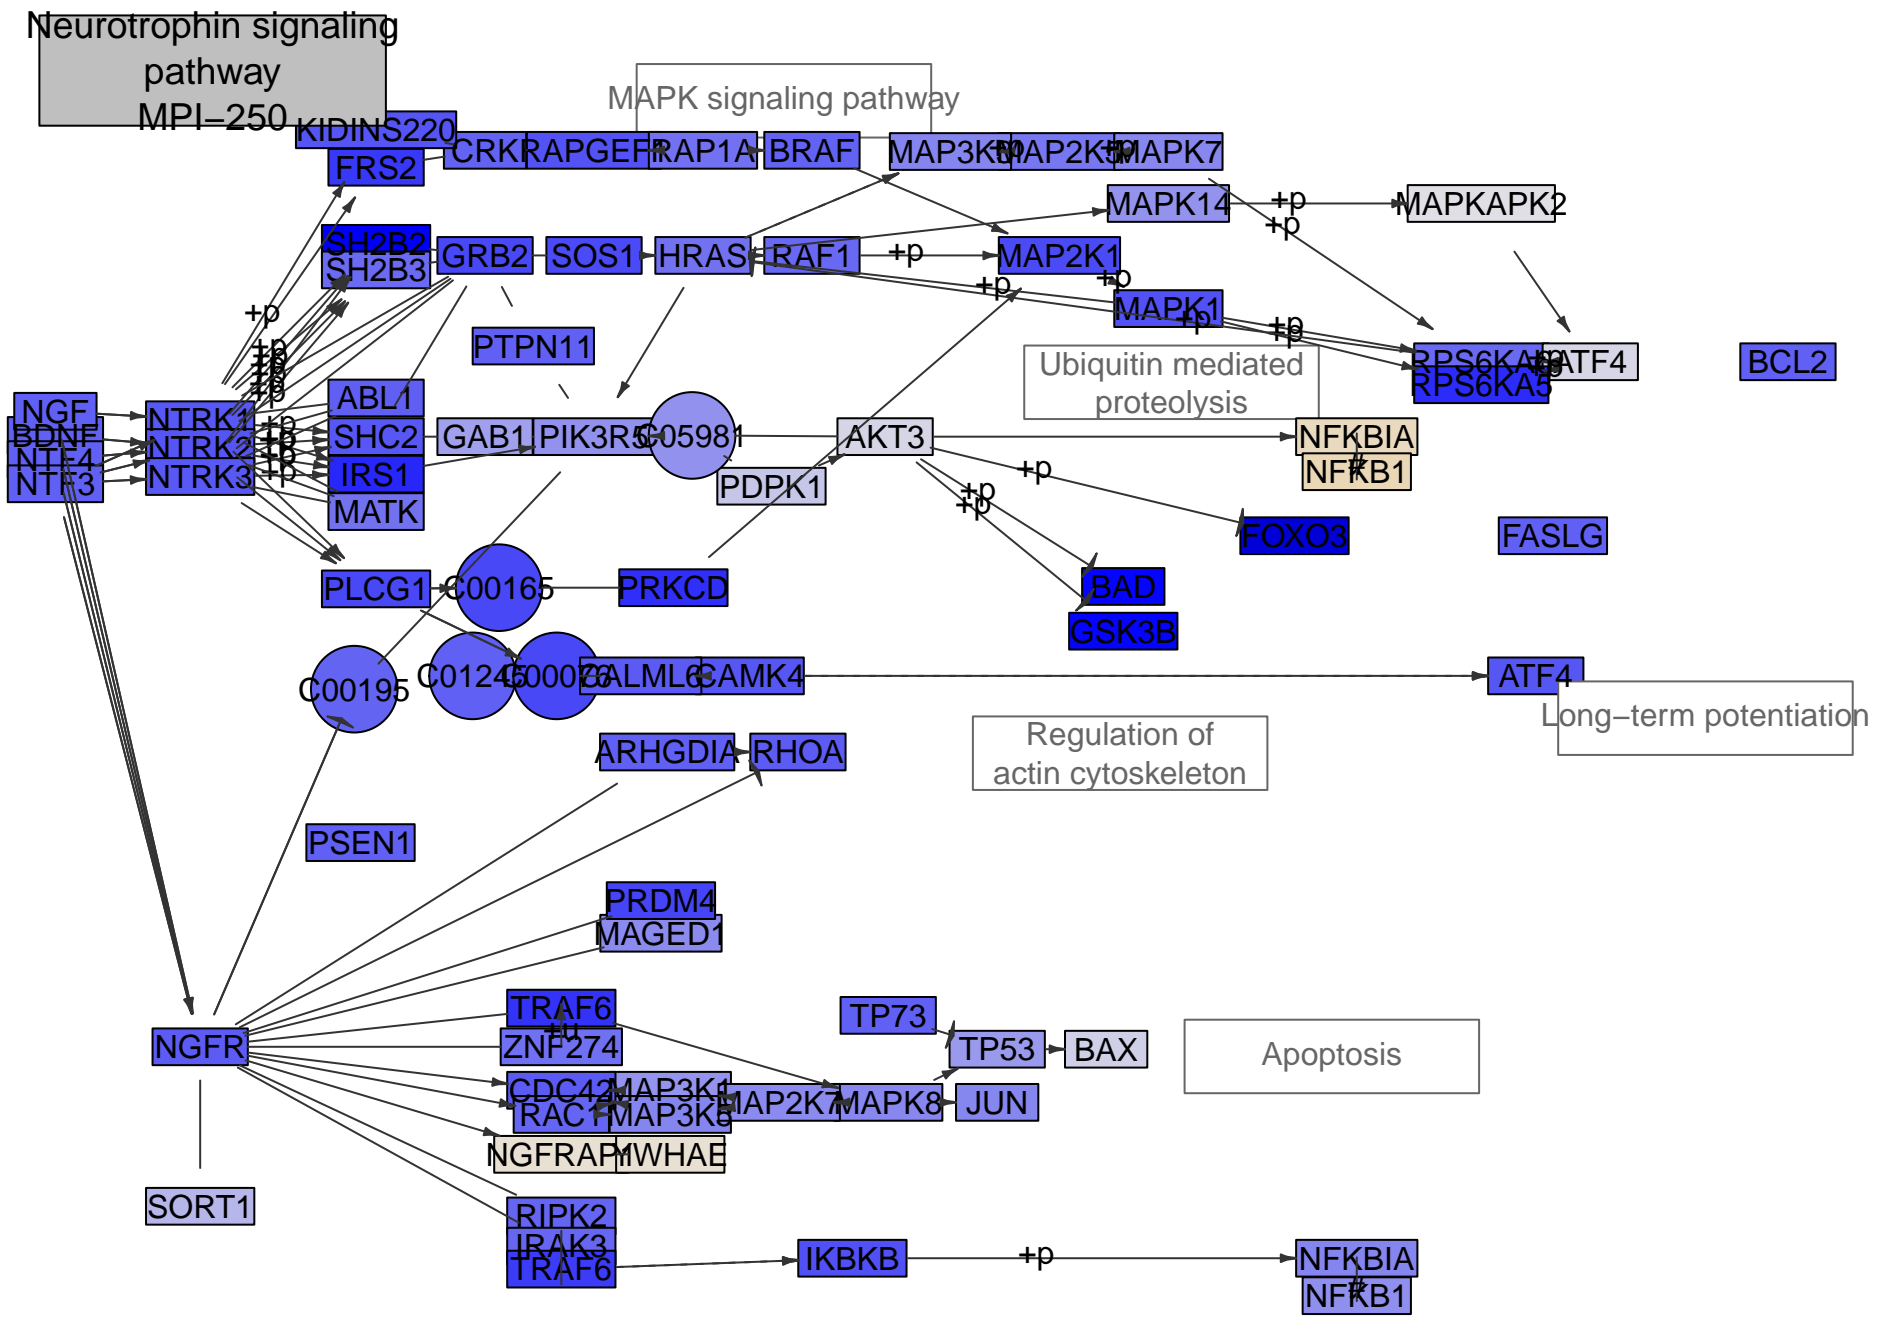 Neurotrophin signaling
pathway
MPI−250
MAPK signaling pathway
KIDINS220
FRS2
RAPGEF1
RAP1A
BRAF
+p
MAP2K5
+p
MAPK7
MAPK14
+p
MAPKAPK2
+p
SH2B2
SH2B3
GRB2
SOS1
HRAS
RAF1
+p
MAP2K1
+p
+p
MAPK1
+p
+p
+p
+p
PTPN11
Ubiquitin mediated
proteolysis
RPS6KA5
+p
+p
ATF4
BCL2
+p
+p
+p
+p
+p
NGF
BDNF
NTF4
NTF3
NTRK1
NTRK2
NTRK3
+p
+p
+p
+p
ABL1
SHC2
IRS1
MATK
GAB1
PIK3R5
C05981
PDPK1
AKT3
+p
+p
+p
NFKBIA
NFKB1
FOXO3
FASLG
PLCG1
C00165
PRKCD
BAD
GSK3B
C00195
C01245
C00076
CALML6
CAMK4
ATF4
Long−term potentiation
ARHGDIA
RHOA
Regulation of
actin cytoskeleton
PSEN1
PRDM4
MAGED1
TRAF6
+u
ZNF274
TP73
TP53
BAX
Apoptosis
NGFR
CDC42
RAC1
MAP3K1
MAP3K5
MAP2K7
MAPK8
JUN
NGFRAP1
YWHAE
SORT1
RIPK2
IRAK3
TRAF6
IKBKB
+p
NFKBIA
NFKB1